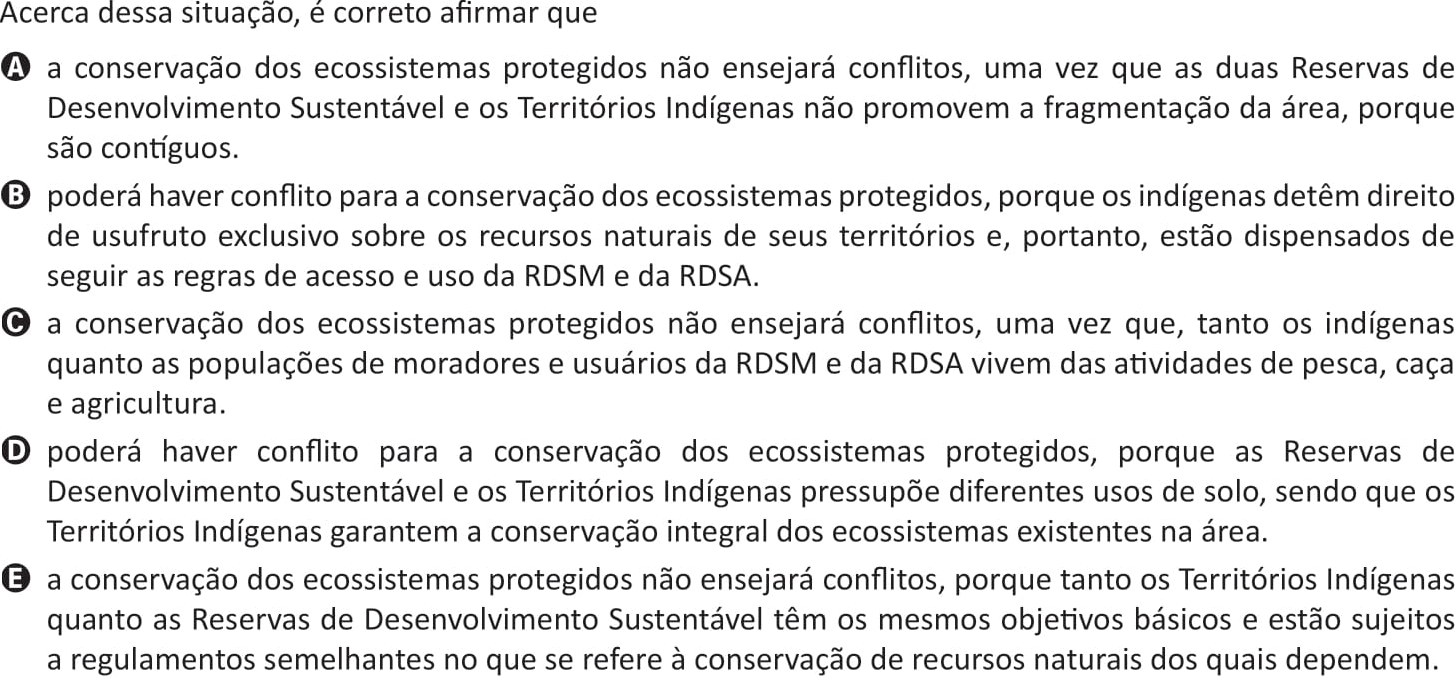 Acerca dessa situação, é correto afirmar que
A a conservação dos ecossistemas protegidos não ensejará conflitos, uma vez que as duas Reservas de
Desenvolvimento Sustentável e os Territórios Indígenas não promovem a fragmentação da área, porque
são contíguos.
B poderá haver conflito para a conservação dos ecossistemas protegidos, porque os indígenas detêm direito
de usufruto exclusivo sobre os recursos naturais de seus territórios e, portanto, estão dispensados de
seguir as regras de acesso e uso da RDSM e da RDSA.
C a conservação dos ecossistemas protegidos não ensejará conflitos, uma vez que, tanto os indígenas
quanto as populações de moradores e usuários da RDSM e da RDSA vivem das atividades de pesca, caça
e agricultura.
D poderá haver conflito para a conservação dos ecossistemas protegidos, porque as Reservas de
Desenvolvimento Sustentável e os Territórios Indígenas pressupõe diferentes usos de solo, sendo que os
Territórios Indígenas garantem a conservação integral dos ecossistemas existentes na área.
E a conservação dos ecossistemas protegidos não ensejará conflitos, porque tanto os Territórios Indígenas
quanto as Reservas de Desenvolvimento Sustentável têm os mesmos objetivos básicos e estão sujeitos
a regulamentos semelhantes no que se refere à conservação de recursos naturais dos quais dependem.